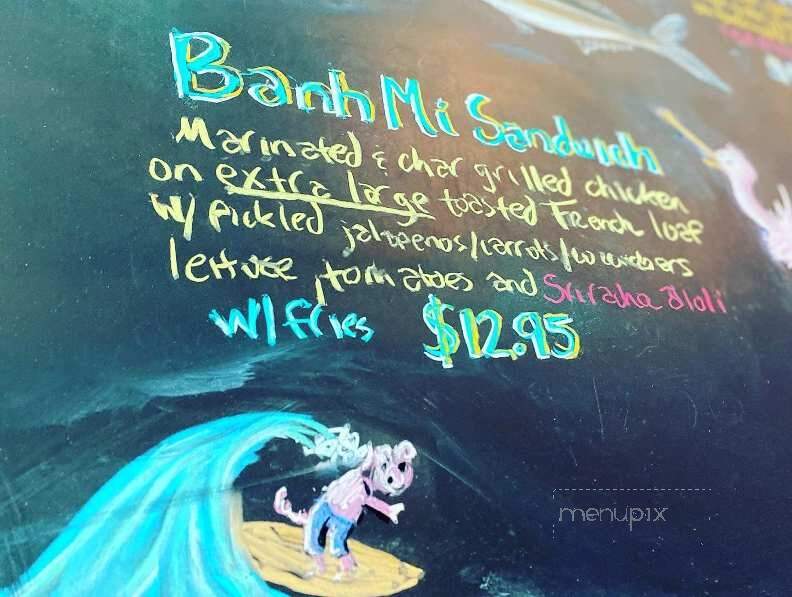 Banh Mi Sandwich
Marinated & char grilled chicken
on extra large toasted French loaf
w/ pickled jalapenos/carrots/cucumbers
lettuce, tomatoes and Sriracha aioli
w/ fries $12.95
menupix